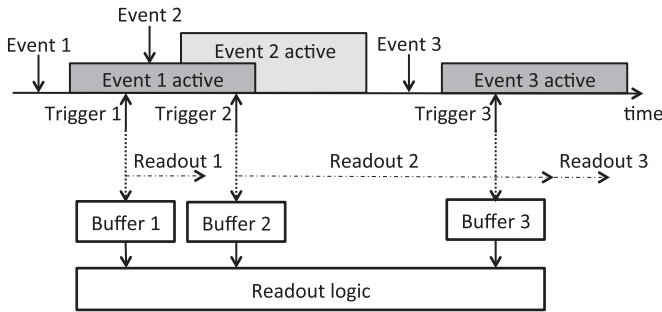 Event 1
Event 2
Event 3
Event 1 active
Event 2 active
Event 3 active
Trigger 1
Trigger 2
Trigger 3
time
Readout 1
Readout 2
Readout 3
Buffer 1
Buffer 2
Buffer 3
Readout logic